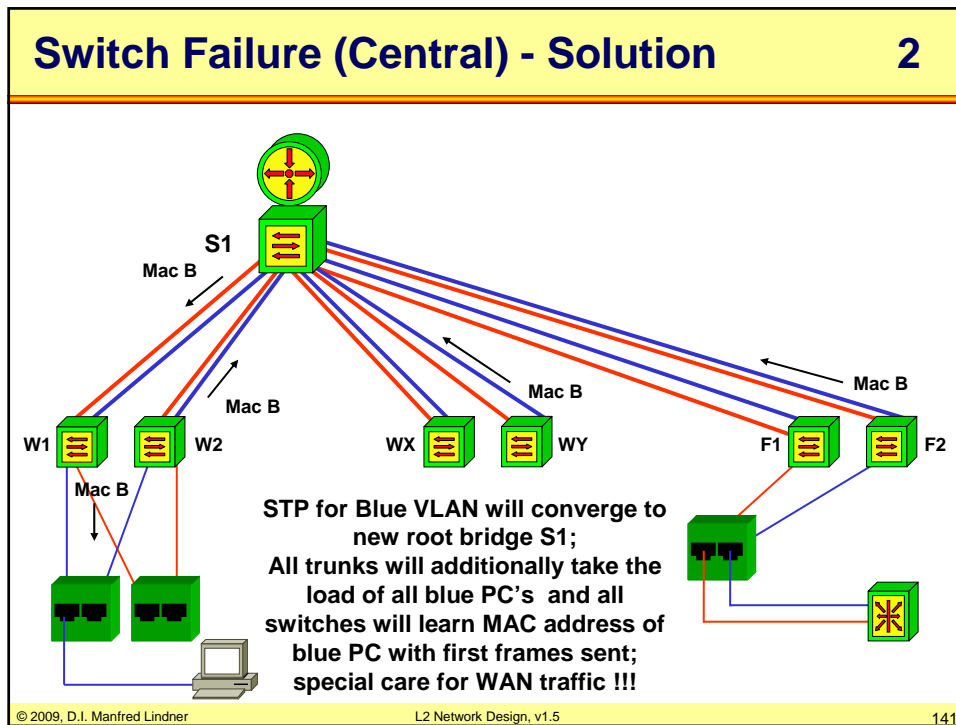 Switch Failure (Central) - Solution 2
S1
Mac B
Mac B
Mac B
Mac B
W1
W2
WX
WY
F1
F2
Mac B
STP for Blue VLAN will converge to
new root bridge S1;
All trunks will additionally take the
load of all blue PC's and all
switches will learn MAC address of
blue PC with first frames sent;
special care for WAN traffic !!!
© 2009, D.I. Manfred Lindner
L2 Network Design, v1.5
141